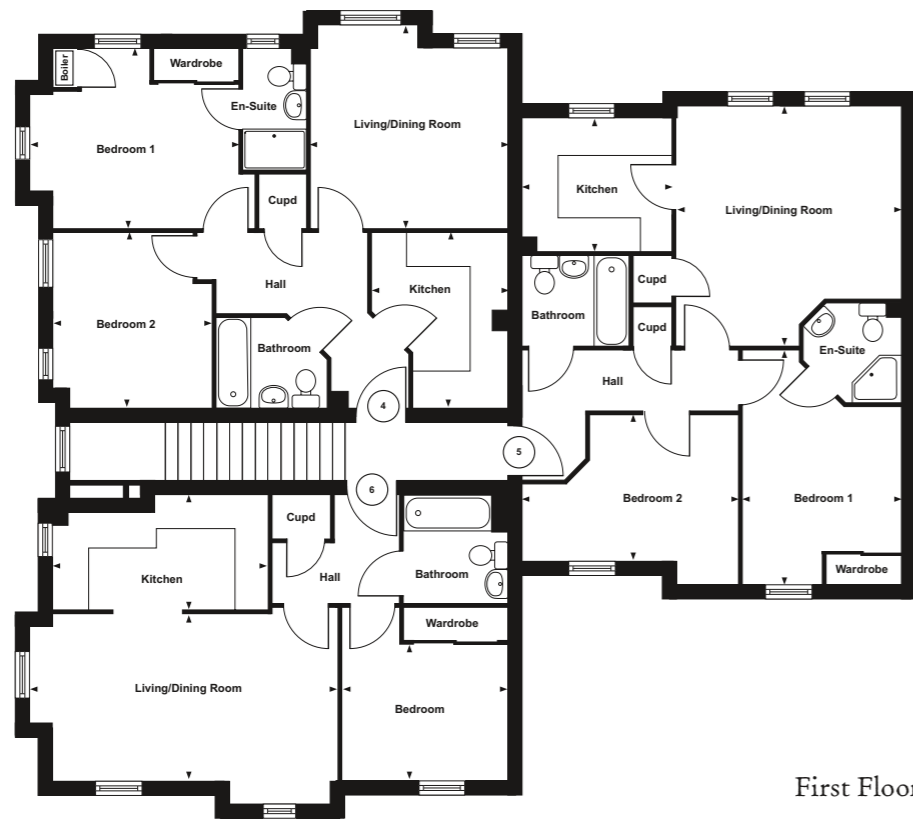 Boiler
Wardrobe
En-Suite
Bedroom 1
Living/Dining Room
Cupd
Hall
Kitchen
Bedroom 2
Bathroom
4
Kitchen
Living/Dining Room
Cupd
Bathroom
Cupd
En-Suite
Hall
5
Bedroom 2
Bedroom 1
Wardrobe
6
Cupd
Kitchen
Hall
Bathroom
Wardrobe
Living/Dining Room
Bedroom
First Floor